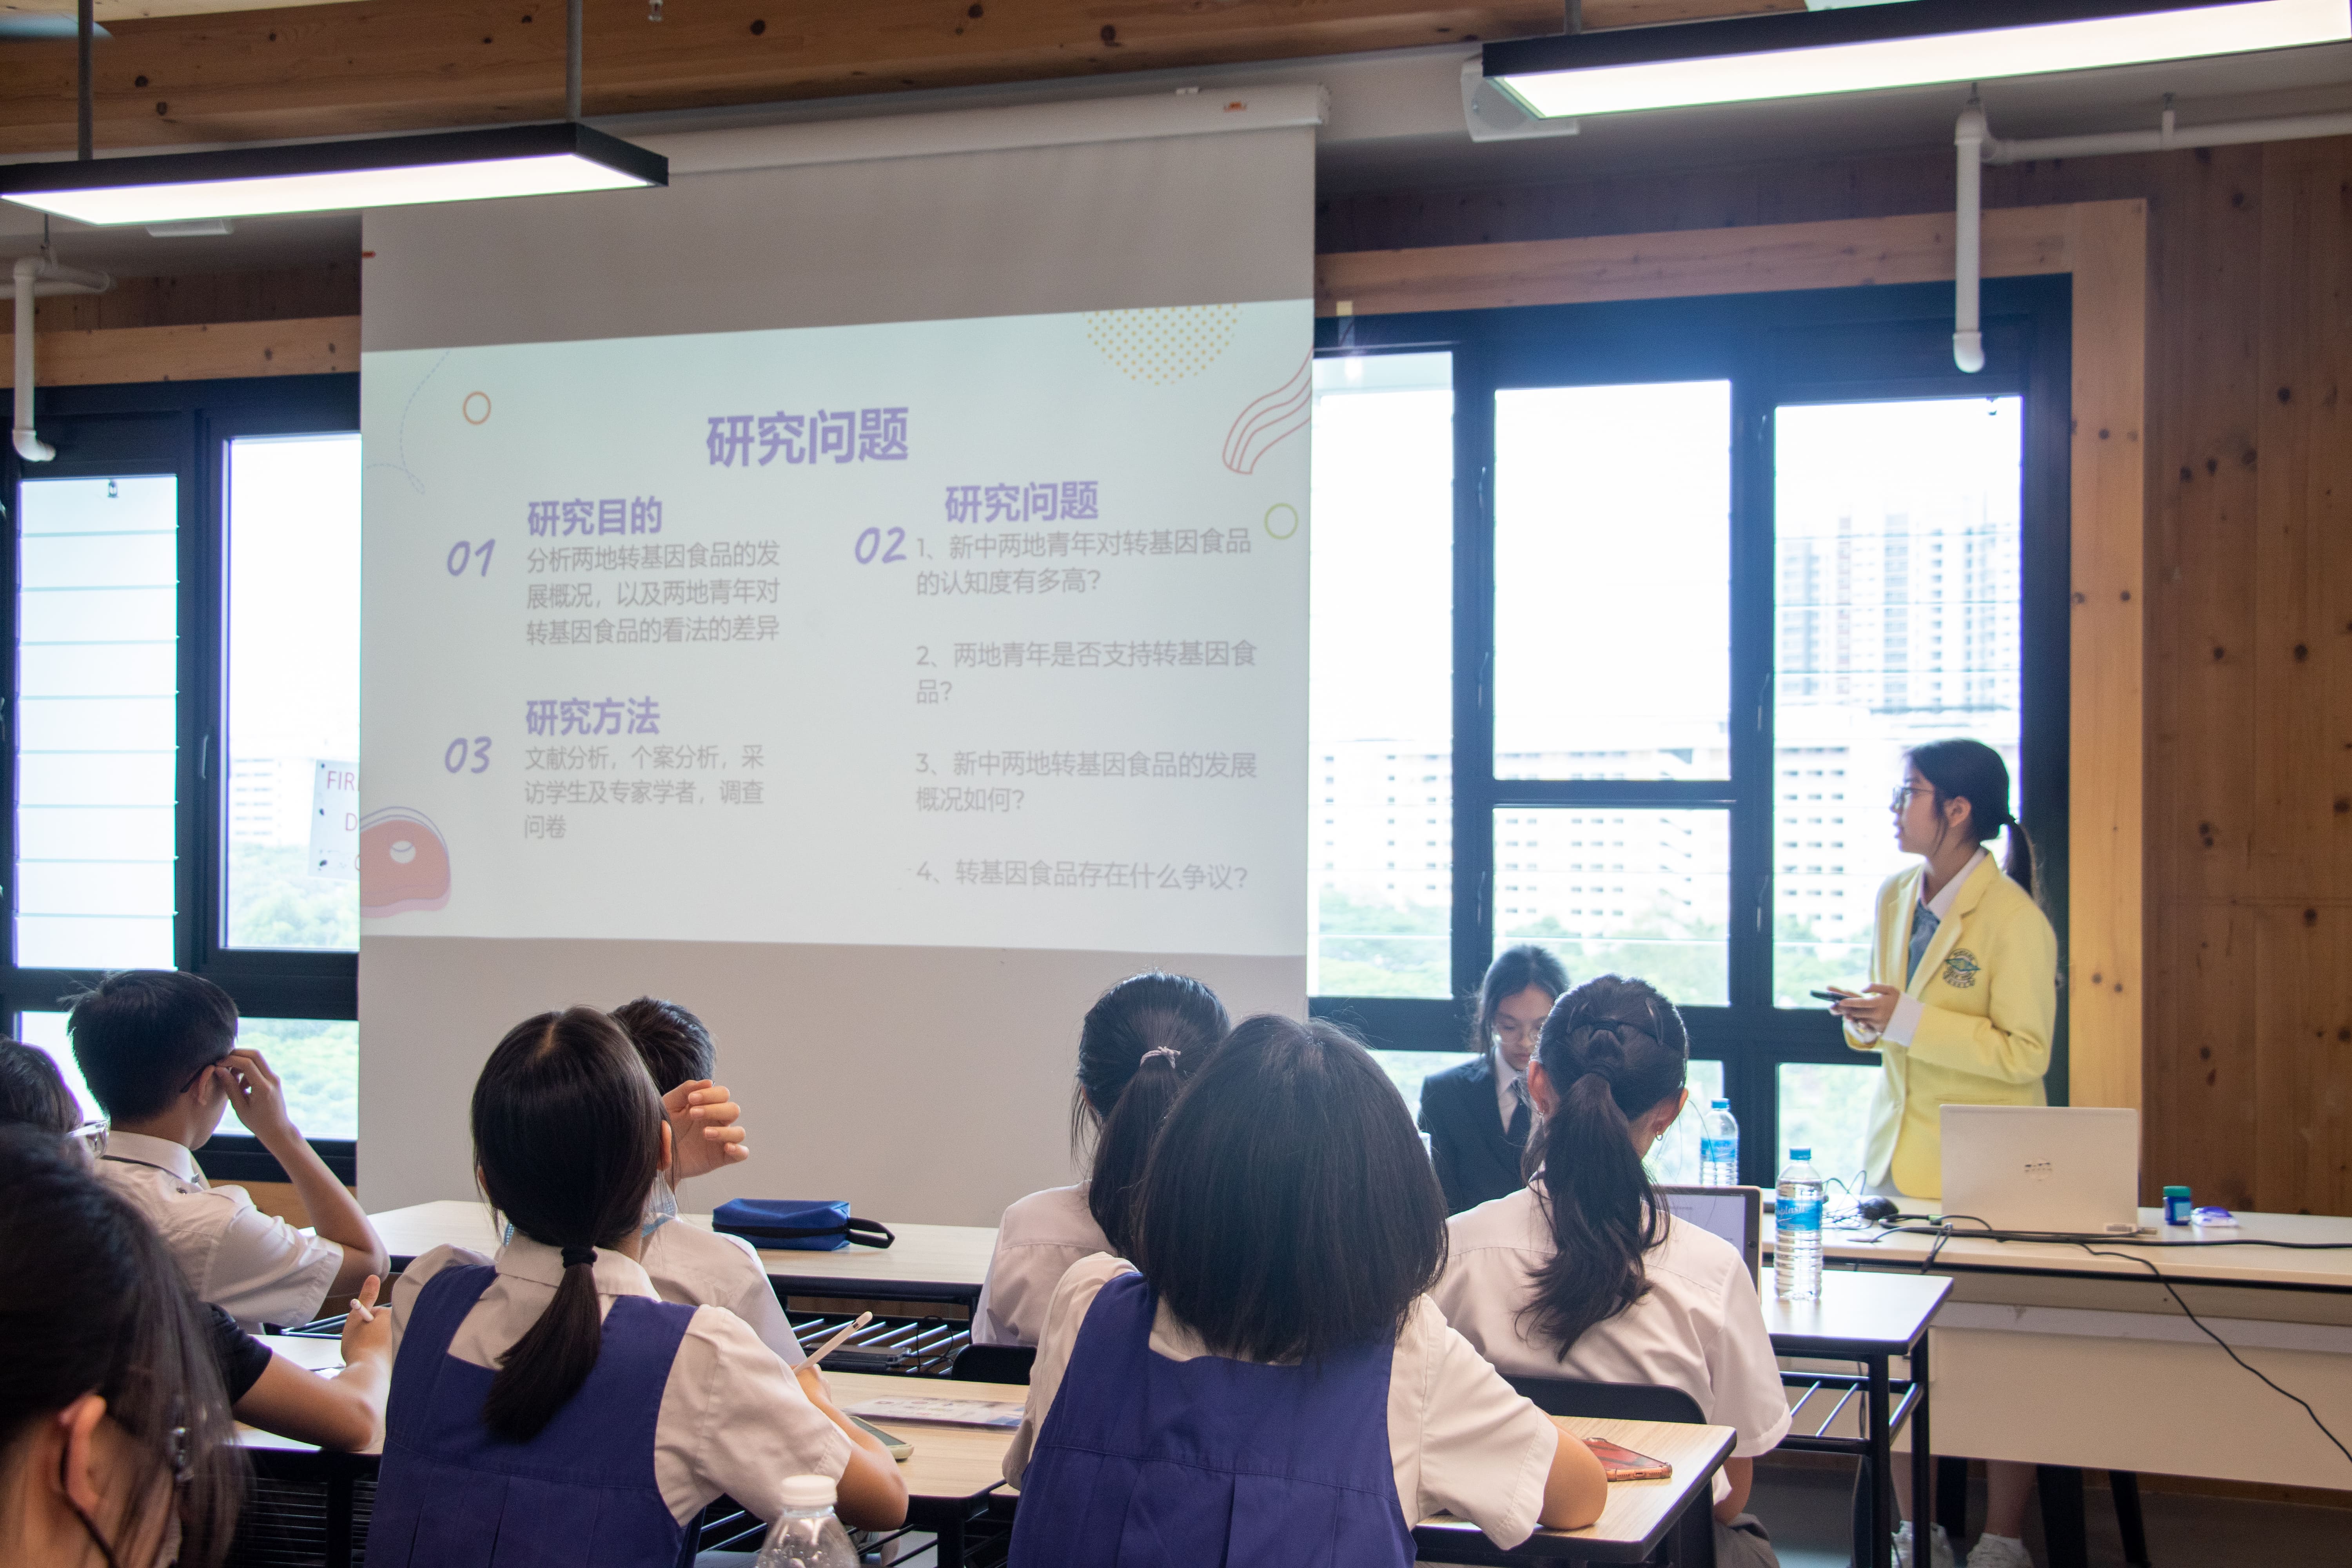 研究问题
01
研究目的
分析两地转基因食品的发
展概况，以及两地青年对
转基因食品的看法的差异
03
研究方法
文献分析，个案分析，采
访学生及专家学者，调查
问卷
02
研究问题
1、新中两地青年对转基因食品
的认知度有多高？
2、两地青年是否支持转基因食
品？
3、新中两地转基因食品的发展
概况如何？
4、转基因食品存在什么争议？
FIR
D